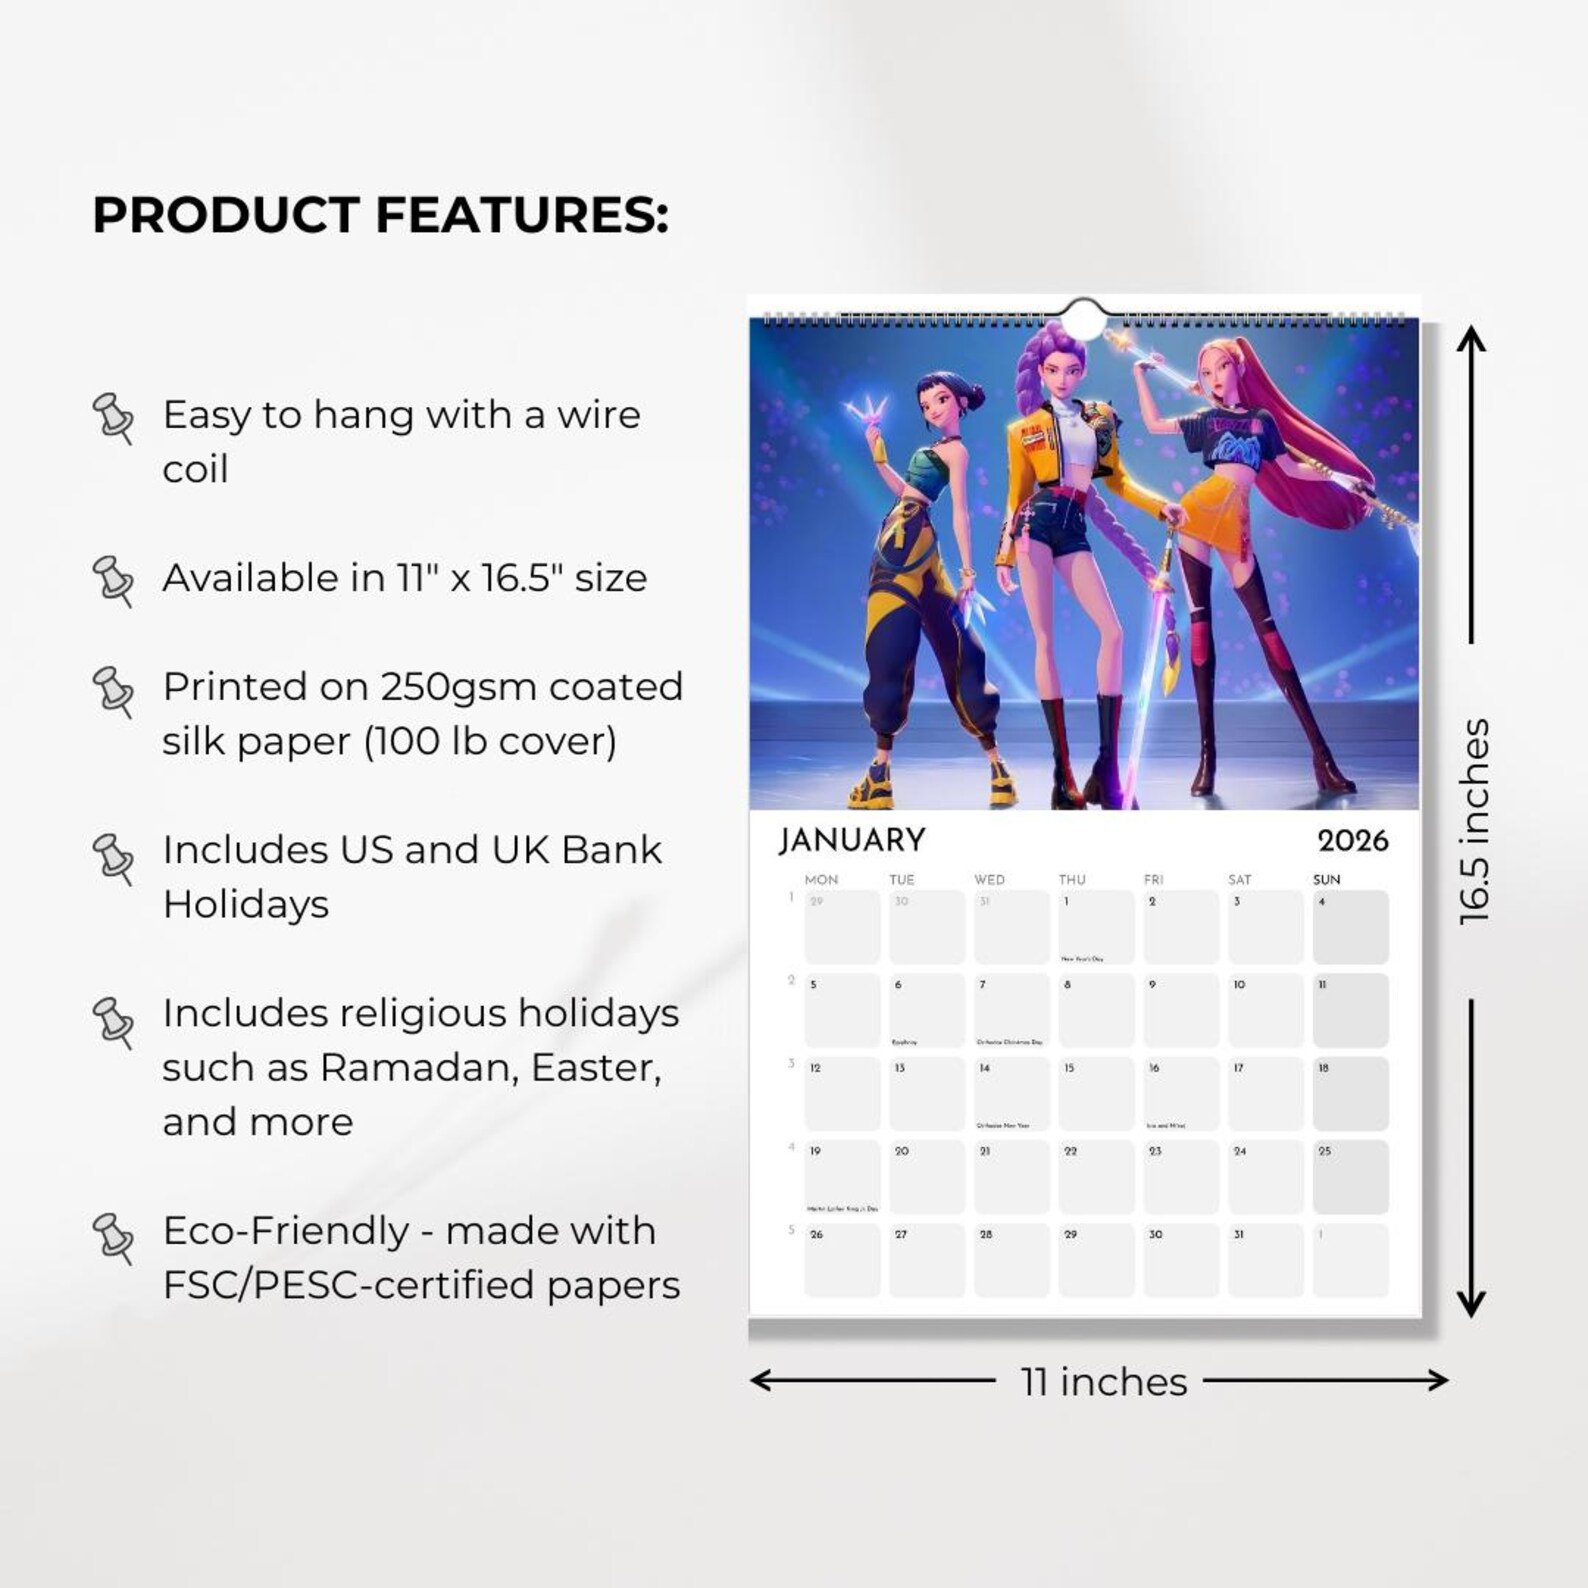 PRODUCT FEATURES:
Easy to hang with a wire
coil
Available in 11" x 16.5" size
Printed on 250gsm coated
silk paper (100 lb cover)
Includes US and UK Bank
Holidays
Includes religious holidays
such as Ramadan, Easter,
and more
Eco-Friendly - made with
FSC/PESC-certified papers
JANUARY 2026
MON TUE WED THU FRI SAT SUN
1 29 30 31 1 2 3 4
New Year's Day
2 5 6 7 8 9 10 11
Epiphany Orthodox Christmas Day
3 12 13 14 15 16 17 18
Orthodox New Year Isra and Mi'raj
4 19 20 21 22 23 24 25
Martin Luther King Jr. Day
5 26 27 28 29 30 31 1
16.5 inches
11 inches